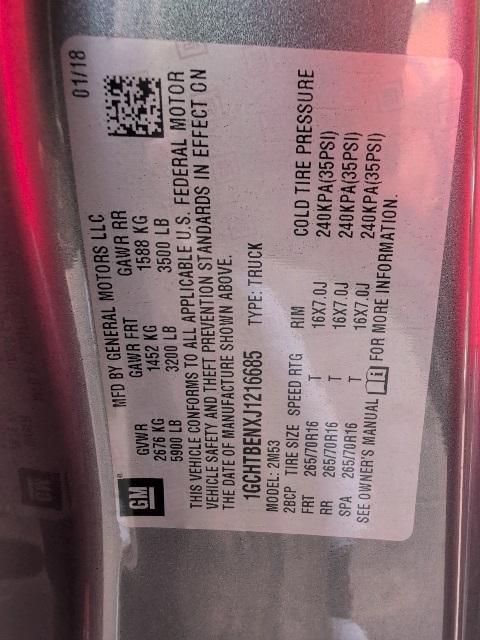 01/18
MFD BY GENERAL MOTORS LLC
GVWR GAWR FRT GAWR RR
2676 KG 1452 KG 1588 KG
5900 LB 3200 LB 3500 LB
GM
THIS VEHICLE CONFORMS TO ALL APPLICABLE U.S. FEDERAL MOTOR
VEHICLE SAFETY AND THEFT PREVENTION STANDARDS IN EFFECT ON
THE DATE OF MANUFACTURE SHOWN ABOVE.
1GCHTBENXJ1216685 TYPE: TRUCK
MODEL: 2M53
2BCP TIRE SIZE SPEED RTG RIM COLD TIRE PRESSURE
FRT 265/70R16 T 16X7.0J 240KPA(35PSI)
RR 265/70R16 T 16X7.0J 240KPA(35PSI)
SPA 265/70R16 T 16X7.0J 240KPA(35PSI)
SEE OWNER'S MANUAL FOR MORE INFORMATION.